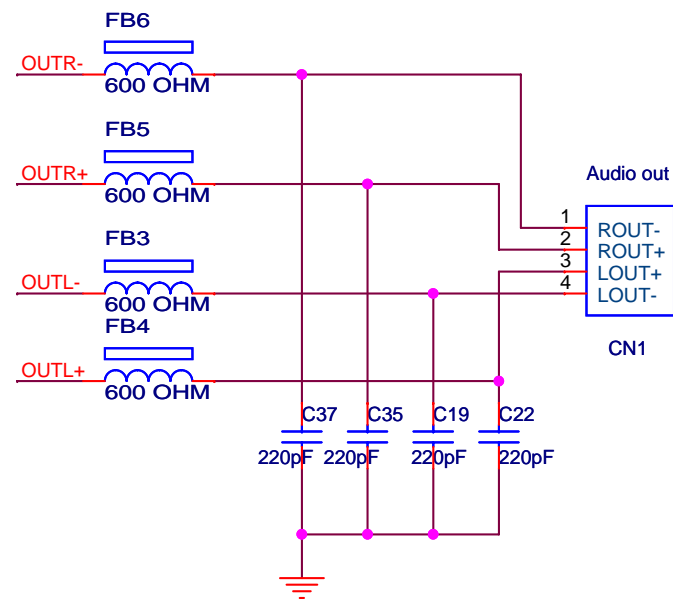 FB6
OUTR-
600 OHM
FB5
OUTR+
600 OHM
FB3
OUTL-
600 OHM
FB4
OUTL+
600 OHM
Audio out
1 ROUT-
2 ROUT+
3 LOUT+
4 LOUT-
CN1
C37 C35 C19 C22
220pF 220pF 220pF 220pF